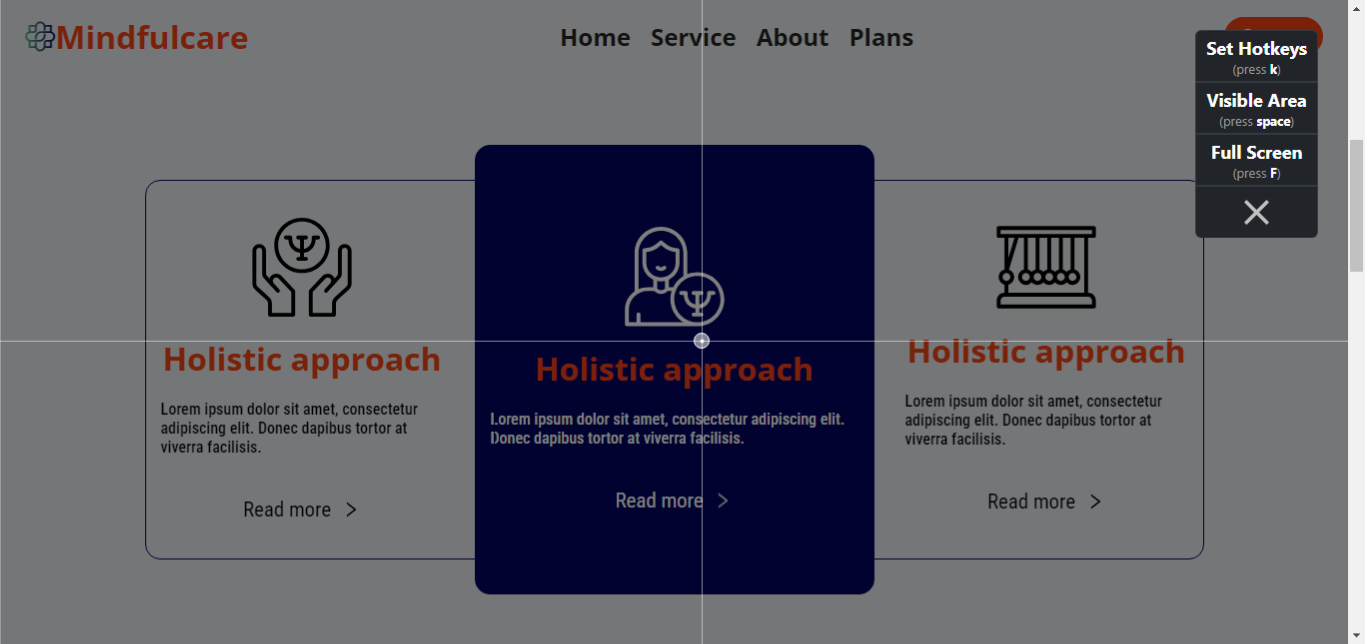 Mindfulcare
Home Service About Plans
Set Hotkeys
(press k)
Visible Area
(press space)
Full Screen
(press F)
Holistic approach
Lorem ipsum dolor sit amet, consectetur
adipiscing elit. Donec dapibus tortor at
viverra facilisis.
Read more
Holistic approach
Lorem ipsum dolor sit amet, consectetur adipiscing elit.
Donec dapibus tortor at viverra facilisis.
Read more
Holistic approach
Lorem ipsum dolor sit amet, consectetur
adipiscing elit. Donec dapibus tortor at
viverra facilisis.
Read more